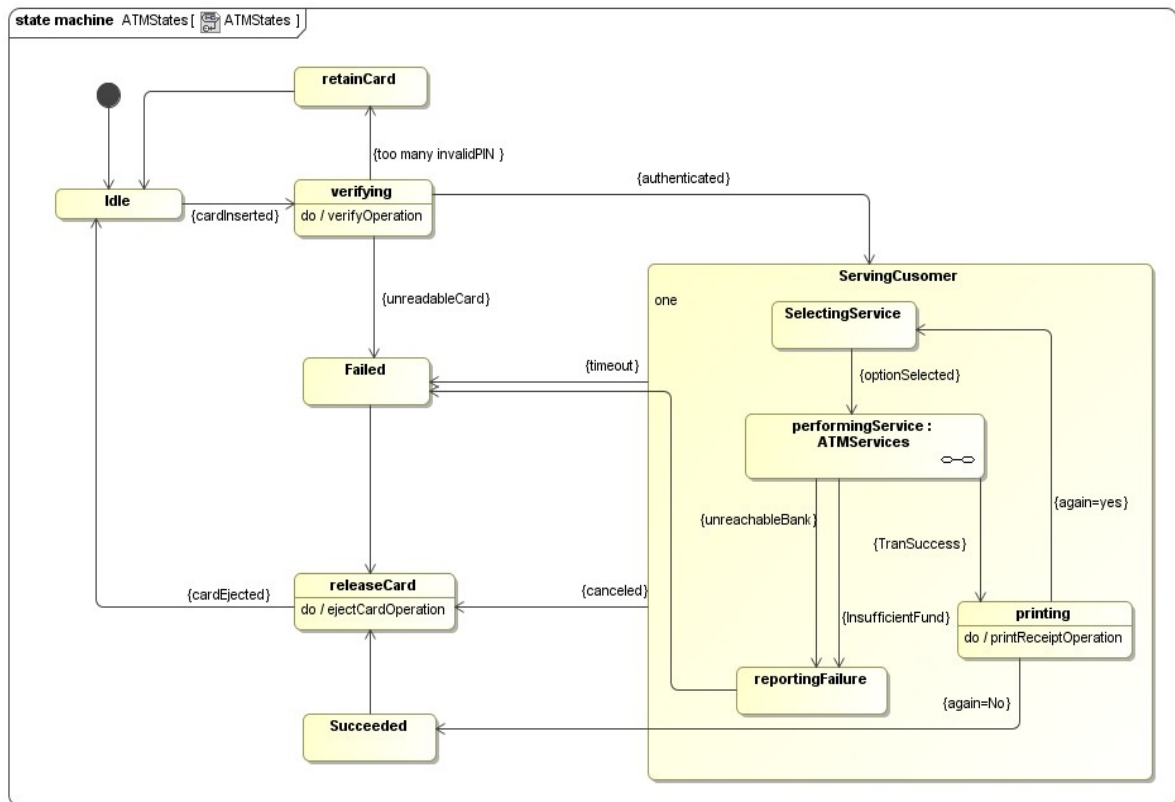 state machine ATMStates [ ATMStates ]
retainCard
{too many invalidPIN }
verifying
do / verifyOperation
{authenticated}
Idle
{cardInserted}
ServingCusomer
one
{unreadableCard}
SelectingService
Failed
{timeout}
{optionSelected}
performingService :
ATMServices
{unreachableBank}
{again=yes}
{TranSuccess}
releaseCard
do / ejectCardOperation
{cardEjected}
{canceled}
{InsufficientFund}
printing
do / printReceiptOperation
reportingFailure
{again=No}
Succeeded